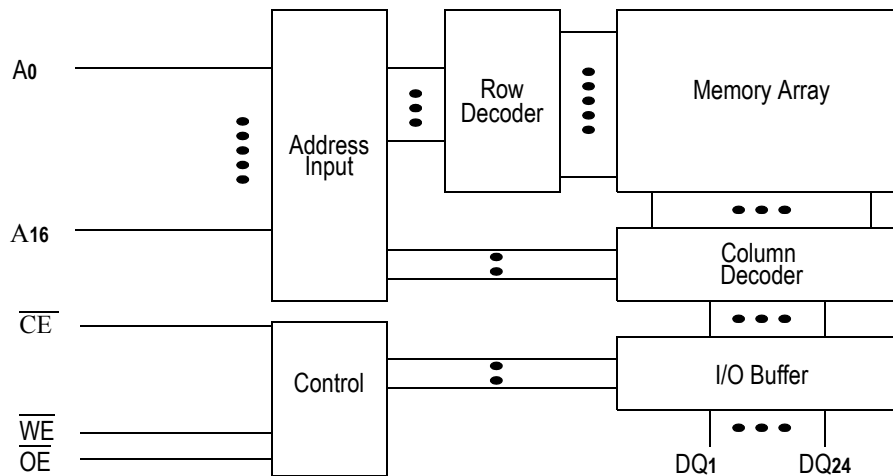 A0
A16
CE
WE
OE
Address
Input
Control
Row
Decoder
Memory Array
Column
Decoder
I/O Buffer
DQ1
DQ24